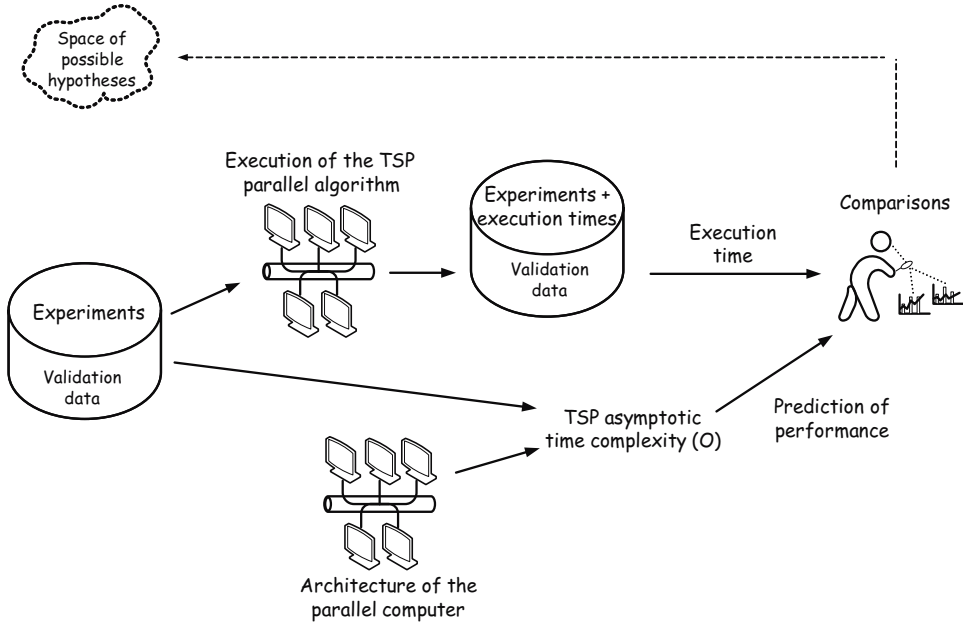 Space of
possible
hypotheses
Execution of the TSP
parallel algorithm
Experiments +
execution times
Validation
data
Execution
time
Comparisons
Experiments
Validation
data
TSP asymptotic
time complexity (O)
Prediction of
performance
Architecture of the
parallel computer